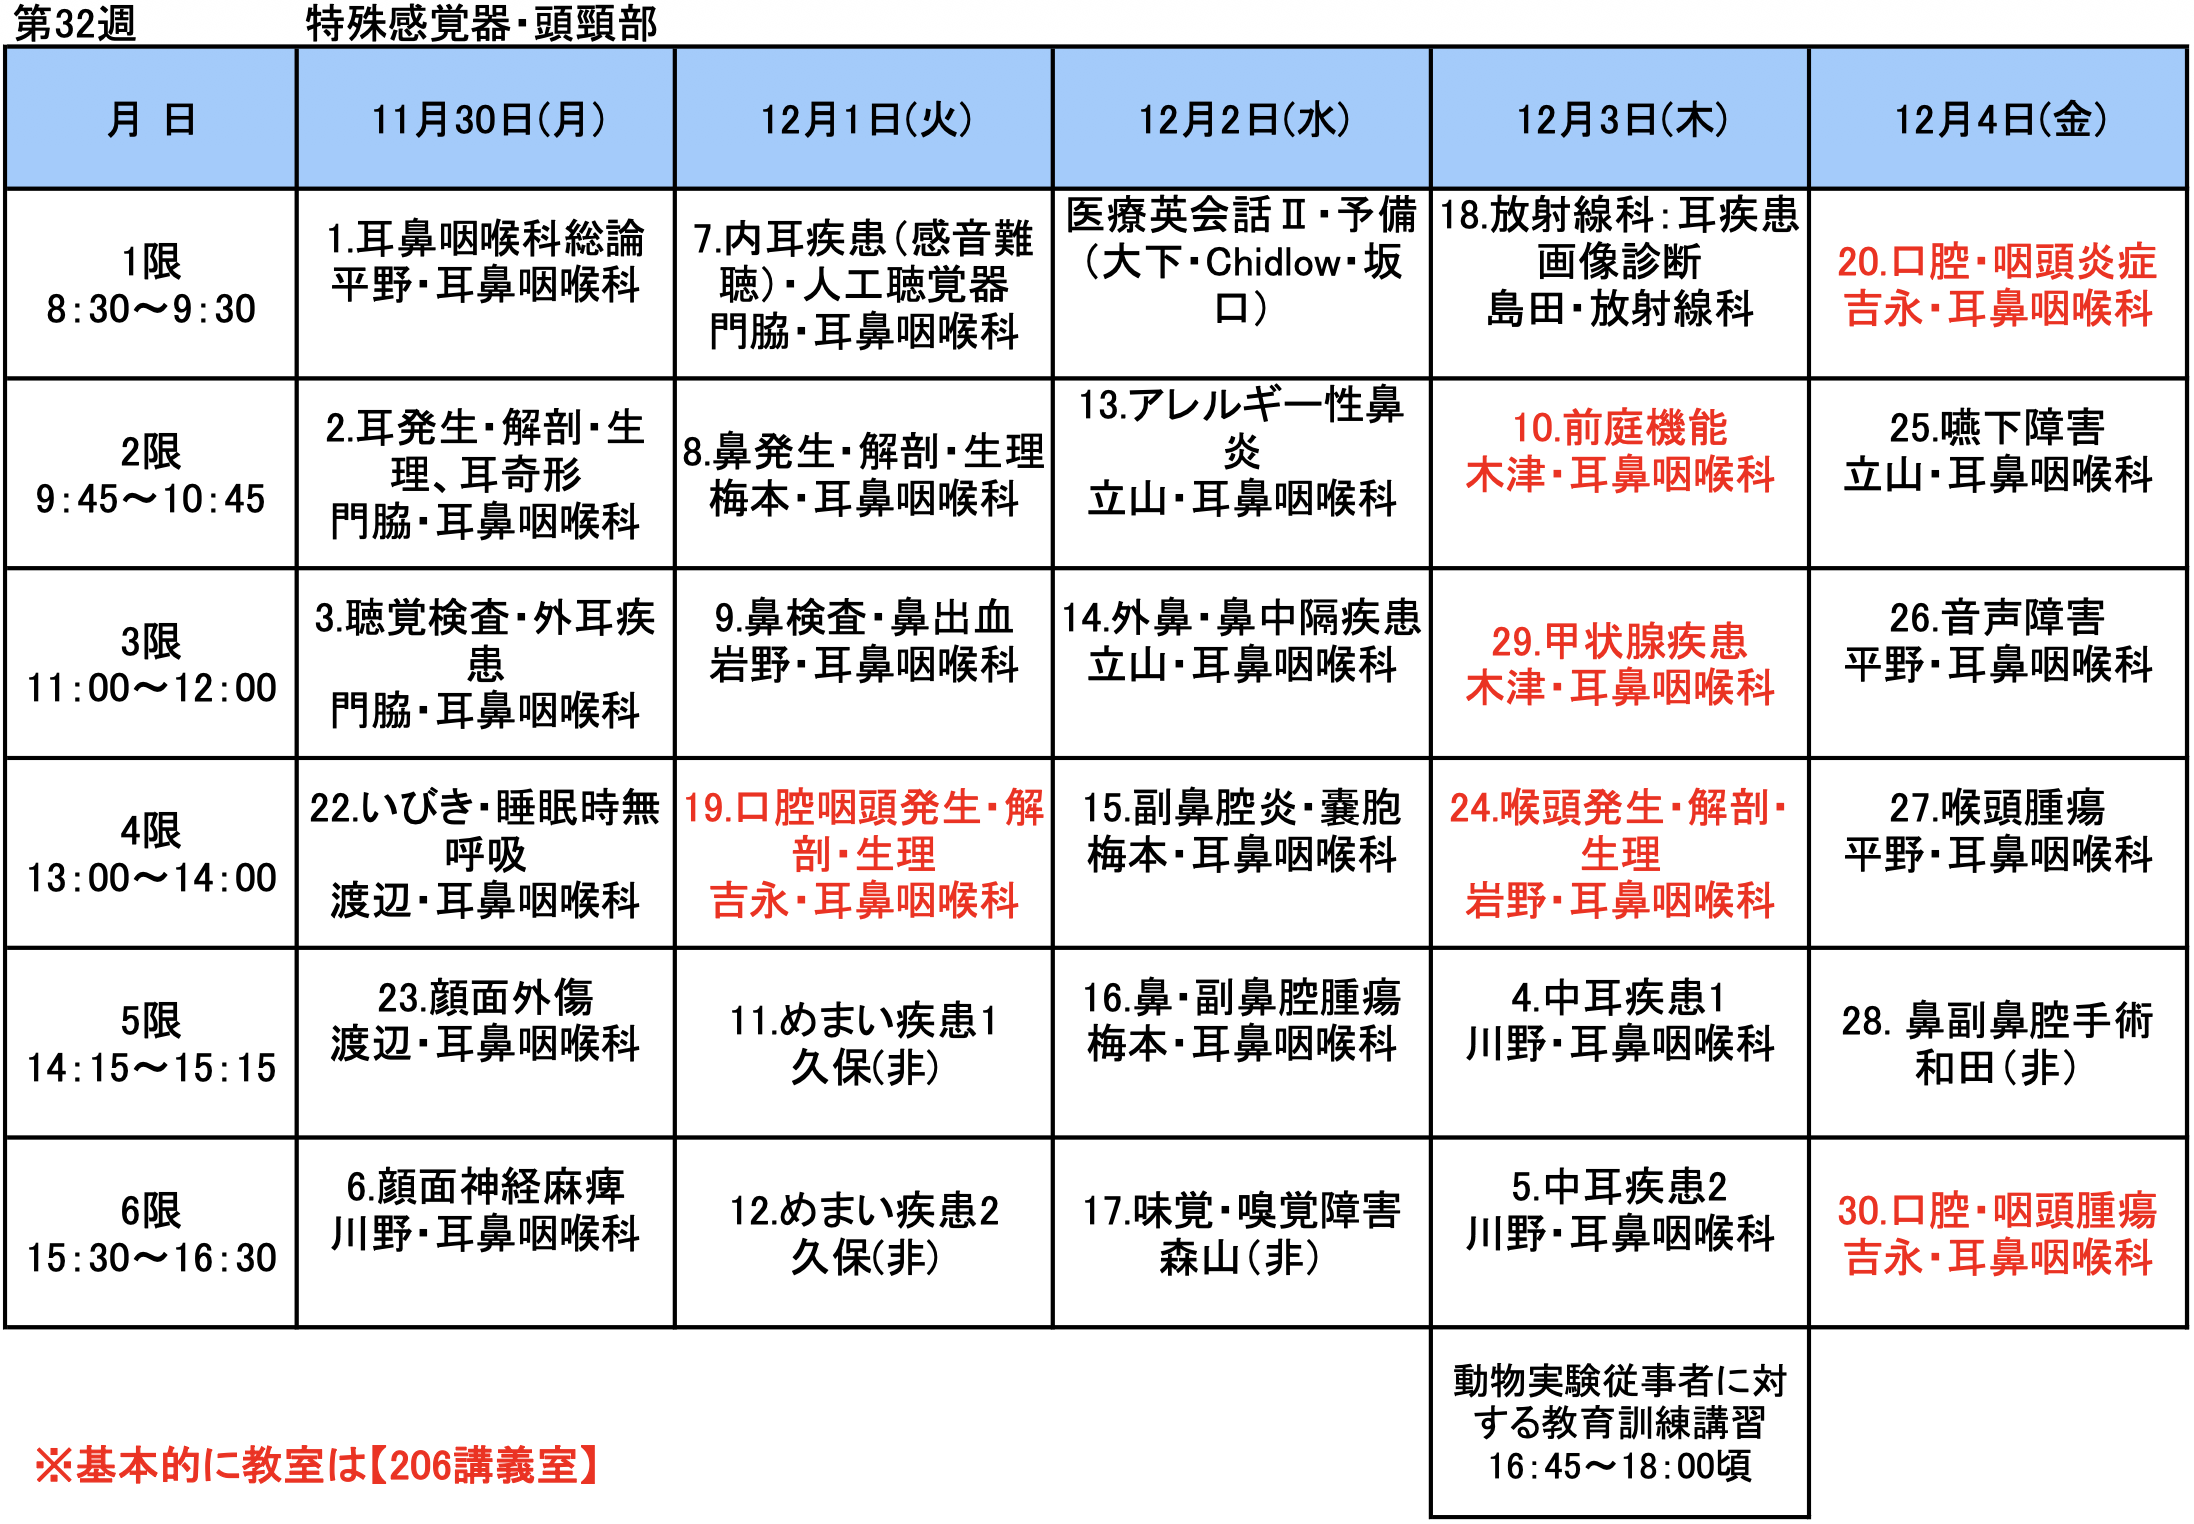 第32週 特殊感覚器・頭頸部
月 日
11月30日(月)
12月1日(火)
12月2日(水)
12月3日(木)
12月4日(金)
1限
8:30～9:30
1.耳鼻咽喉科総論
平野・耳鼻咽喉科
7.内耳疾患(感音難
聴)・人工聴覚器
門脇・耳鼻咽喉科
医療英会話Ⅱ・予備
(大下・Chidlow・坂
口)
18.放射線科:耳疾患
画像診断
島田・放射線科
20.口腔・咽頭炎症
吉永・耳鼻咽喉科
2限
9:45～10:45
2.耳発生・解剖・生
理、耳奇形
門脇・耳鼻咽喉科
8.鼻発生・解剖・生理
梅本・耳鼻咽喉科
13.アレルギー性鼻
炎
立山・耳鼻咽喉科
10.前庭機能
木津・耳鼻咽喉科
25.嚥下障害
立山・耳鼻咽喉科
3限
11:00～12:00
3.聴覚検査・外耳疾
患
門脇・耳鼻咽喉科
9.鼻検査・鼻出血
岩野・耳鼻咽喉科
14.外鼻・鼻中隔疾患
立山・耳鼻咽喉科
29.甲状腺疾患
木津・耳鼻咽喉科
26.音声障害
平野・耳鼻咽喉科
4限
13:00～14:00
22.いびき・睡眠時無
呼吸
渡辺・耳鼻咽喉科
19.口腔咽頭発生・解
剖・生理
吉永・耳鼻咽喉科
15.副鼻腔炎・嚢胞
梅本・耳鼻咽喉科
24.喉頭発生・解剖・
生理
岩野・耳鼻咽喉科
27.喉頭腫瘍
平野・耳鼻咽喉科
5限
14:15～15:15
23.顔面外傷
渡辺・耳鼻咽喉科
11.めまい疾患1
久保(非)
16.鼻・副鼻腔腫瘍
梅本・耳鼻咽喉科
4.中耳疾患1
川野・耳鼻咽喉科
28. 鼻副鼻腔手術
和田(非)
6限
15:30～16:30
6.顔面神経麻痺
川野・耳鼻咽喉科
12.めまい疾患2
久保(非)
17.味覚・嗅覚障害
森山(非)
5.中耳疾患2
川野・耳鼻咽喉科
30.口腔・咽頭腫瘍
吉永・耳鼻咽喉科
動物実験従事者に対
する教育訓練講習
16:45～18:00頃
※基本的に教室は【206講義室】